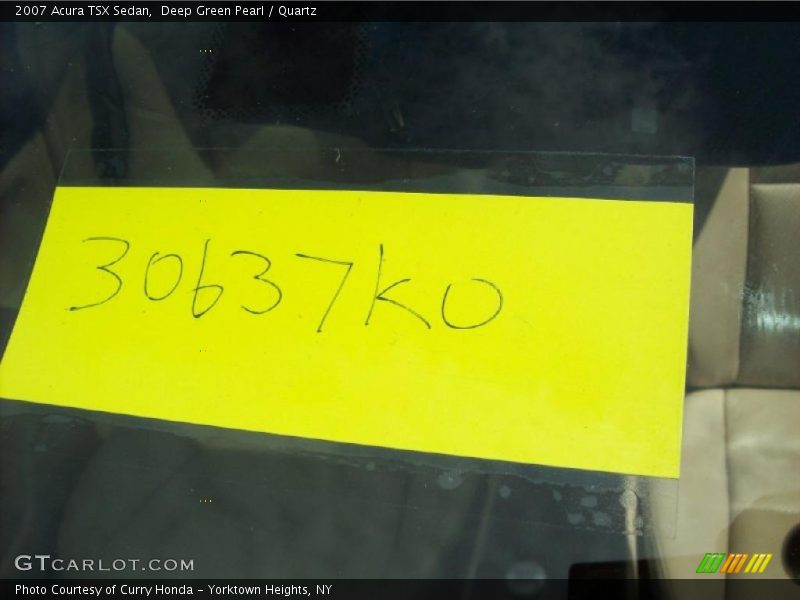 2007 Acura TSX Sedan,  Deep Green Pearl / Quartz
30637KO
GTCARLOT.COM
Photo Courtesy of Curry Honda - Yorktown Heights, NY